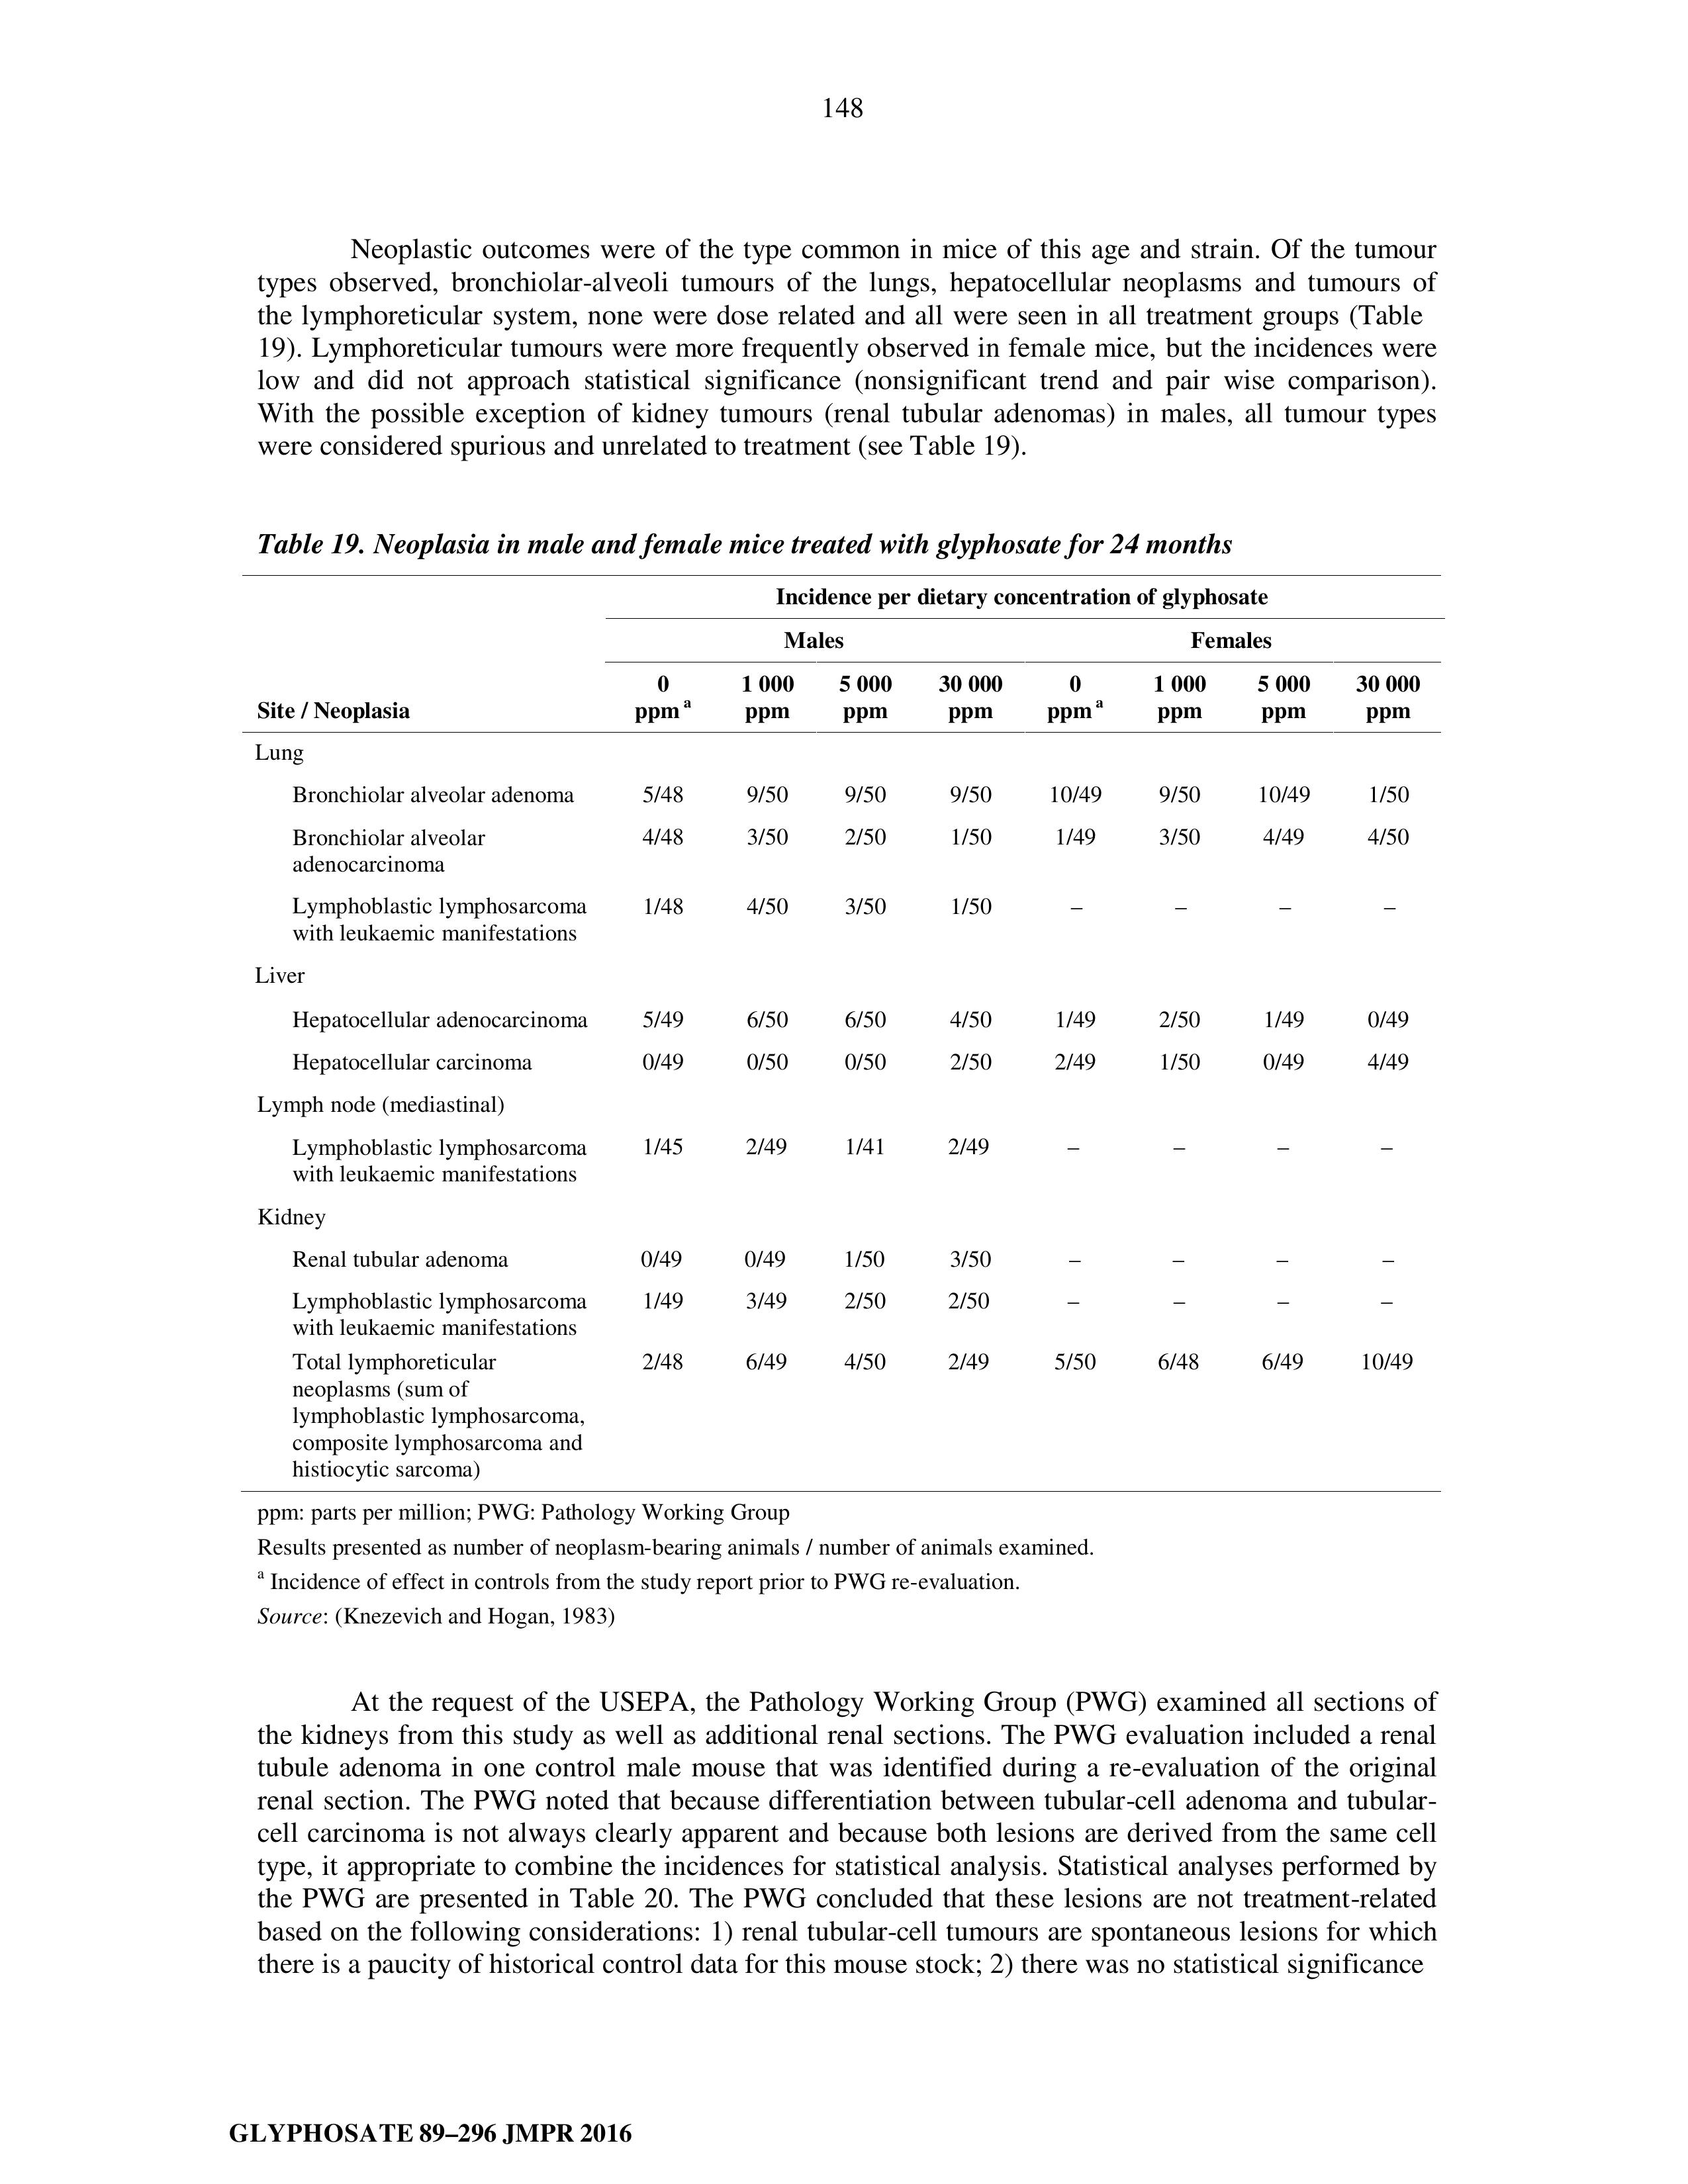 148
Neoplastic outcomes were of the type common in mice of this age and strain. Of the tumour
types observed, bronchiolar-alveoli tumours of the lungs, hepatocellular neoplasms and tumours of
the lymphoreticular system, none were dose related and all were seen in all treatment groups (Table
19). Lymphoreticular tumours were more frequently observed in female mice, but the incidences were
low and did not approach statistical significance (nonsignificant trend and pair wise comparison).
With the possible exception of kidney tumours (renal tubular adenomas) in males, all tumour types
were considered spurious and unrelated to treatment (see Table 19).
Table 19. Neoplasia in male and female mice treated with glyphosate for 24 months
Incidence per dietary concentration of glyphosate
Males Females
0 1 000 5 000 30 000 0 1 000 5 000 30 000
Site / Neoplasia ppm a ppm ppm ppm ppm a ppm ppm ppm
Lung
Bronchiolar alveolar adenoma 5/48 9/50 9/50 9/50 10/49 9/50 10/49 1/50
Bronchiolar alveolar 4/48 3/50 2/50 1/50 1/49 3/50 4/49 4/50
adenocarcinoma
Lymphoblastic lymphosarcoma 1/48 4/50 3/50 1/50 – – – –
with leukaemic manifestations
Liver
Hepatocellular adenocarcinoma 5/49 6/50 6/50 4/50 1/49 2/50 1/49 0/49
Hepatocellular carcinoma 0/49 0/50 0/50 2/50 2/49 1/50 0/49 4/49
Lymph node (mediastinal)
Lymphoblastic lymphosarcoma 1/45 2/49 1/41 2/49 – – – –
with leukaemic manifestations
Kidney
Renal tubular adenoma 0/49 0/49 1/50 3/50 – – – –
Lymphoblastic lymphosarcoma 1/49 3/49 2/50 2/50 – – – –
with leukaemic manifestations
Total lymphoreticular 2/48 6/49 4/50 2/49 5/50 6/48 6/49 10/49
neoplasms (sum of
lymphoblastic lymphosarcoma,
composite lymphosarcoma and
histiocytic sarcoma)
ppm: parts per million; PWG: Pathology Working Group
Results presented as number of neoplasm-bearing animals / number of animals examined.
a Incidence of effect in controls from the study report prior to PWG re-evaluation.
Source: (Knezevich and Hogan, 1983)
At the request of the USEPA, the Pathology Working Group (PWG) examined all sections of
the kidneys from this study as well as additional renal sections. The PWG evaluation included a renal
tubule adenoma in one control male mouse that was identified during a re-evaluation of the original
renal section. The PWG noted that because differentiation between tubular-cell adenoma and tubular-
cell carcinoma is not always clearly apparent and because both lesions are derived from the same cell
type, it appropriate to combine the incidences for statistical analysis. Statistical analyses performed by
the PWG are presented in Table 20. The PWG concluded that these lesions are not treatment-related
based on the following considerations: 1) renal tubular-cell tumours are spontaneous lesions for which
there is a paucity of historical control data for this mouse stock; 2) there was no statistical significance
GLYPHOSATE 89–296 JMPR 2016